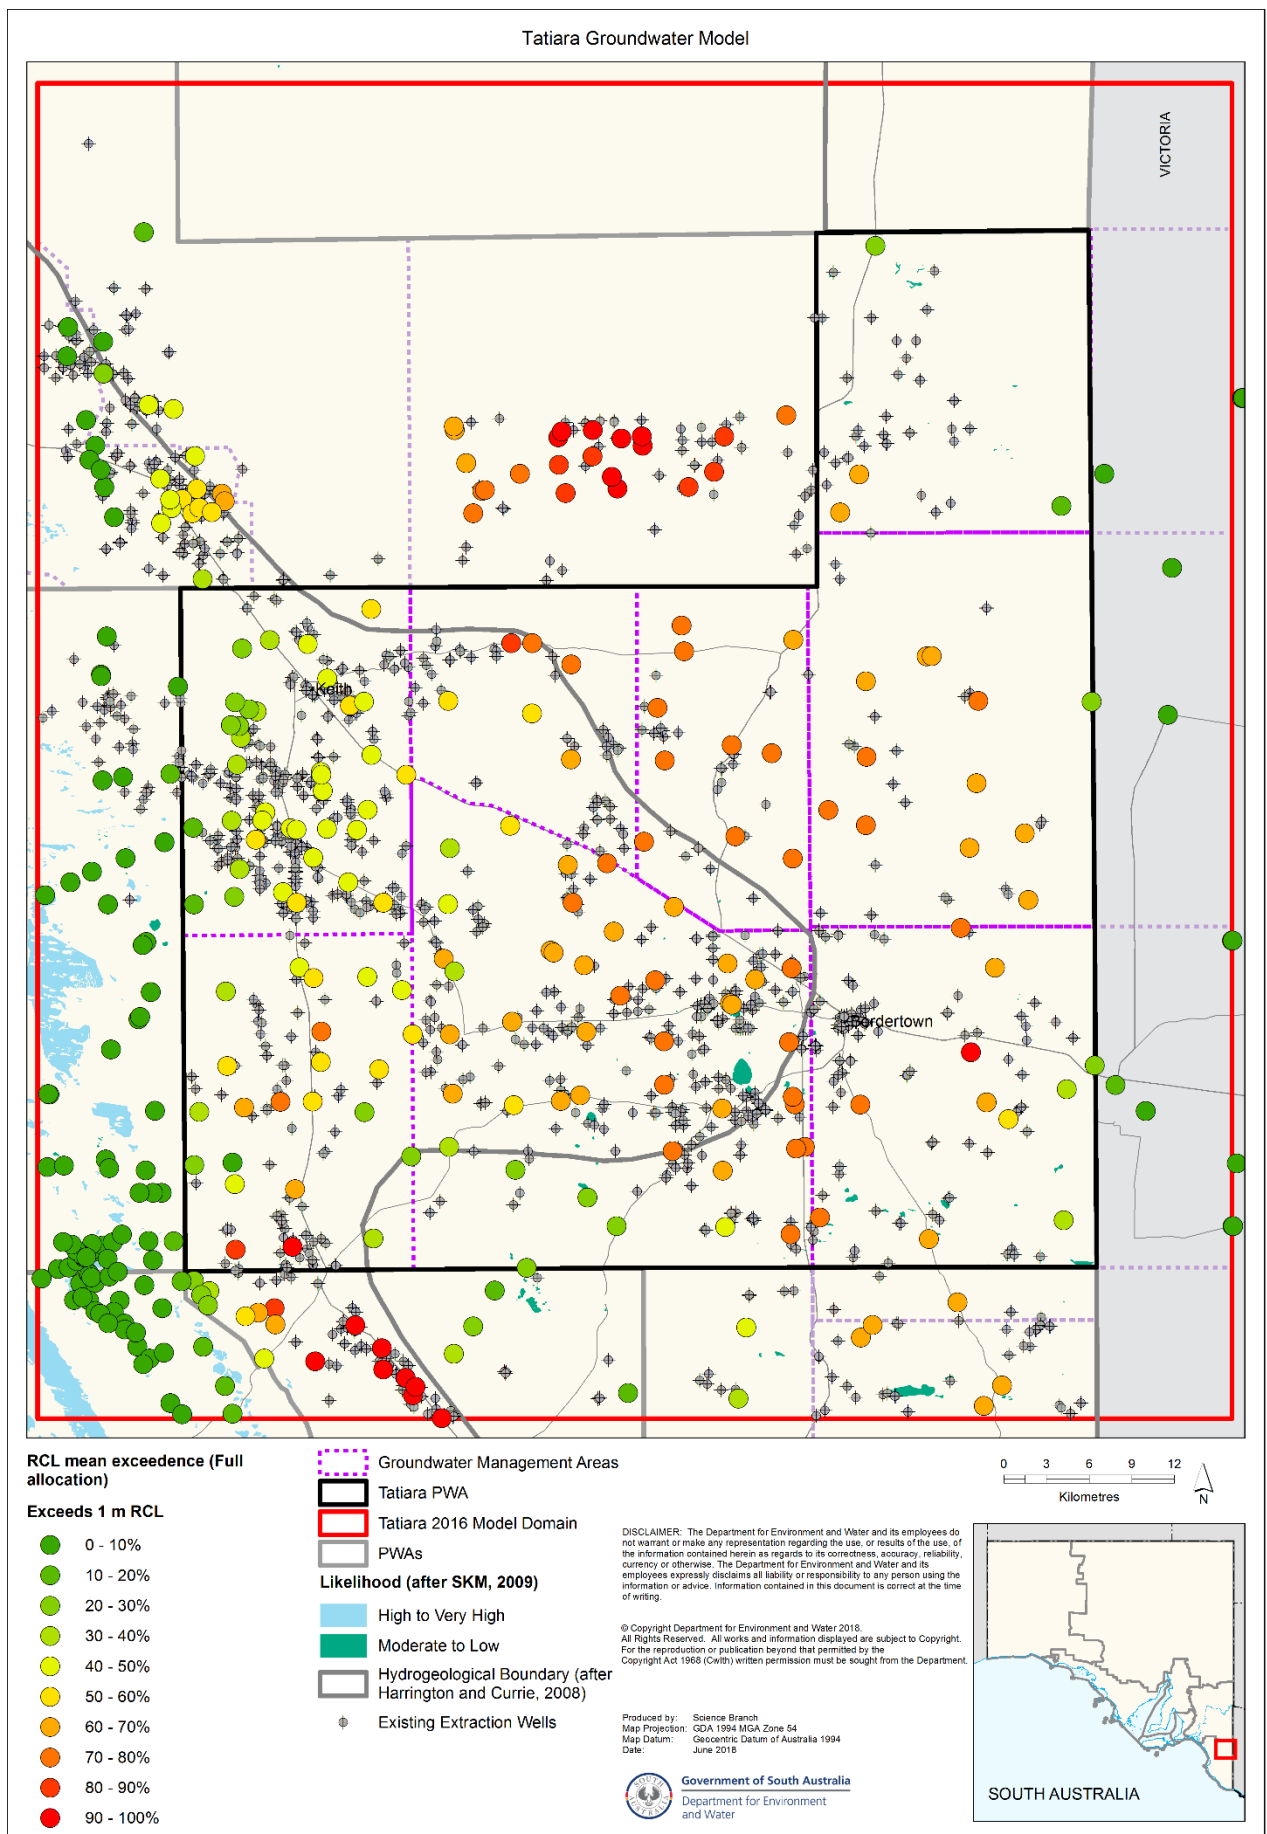 Tatiara Groundwater Model
VICTORIA
Keith
Bordertown
RCL mean exceedence (Full
allocation)
Exceeds 1 m RCL
0 - 10%
10 - 20%
20 - 30%
30 - 40%
40 - 50%
50 - 60%
60 - 70%
70 - 80%
80 - 90%
90 - 100%
Groundwater Management Areas
Tatiara PWA
Tatiara 2016 Model Domain
PWAs
Likelihood (after SKM, 2009)
High to Very High
Moderate to Low
Hydrogeological Boundary (after
Harrington and Currie, 2008)
Existing Extraction Wells
0 3 6 9 12
Kilometres
N
DISCLAIMER: The Department for Environment and Water and its employees do
not warrant or make any representation regarding the use, or results of the use, of
the information contained herein as regards to its correctness, accuracy, reliability,
currency or otherwise. The Department for Environment and Water and its
employees expressly disclaims all liability or responsibility to any person using the
information or advice. Information contained in this document is correct at the time
of writing.
© Copyright Department for Environment and Water 2018.
All Rights Reserved. All works and information displayed are subject to Copyright.
For the reproduction or publication beyond that permitted by the
Copyright Act 1968 (Cwlth) written permission must be sought from the Department.
Produced by: Science Branch
Map Projection: GDA 1994 MGA Zone 54
Map Datum: Geocentric Datum of Australia 1994
Date: June 2018
SOUTH
AUSTRALIA
Government of South Australia
Department for Environment
and Water
SOUTH AUSTRALIA